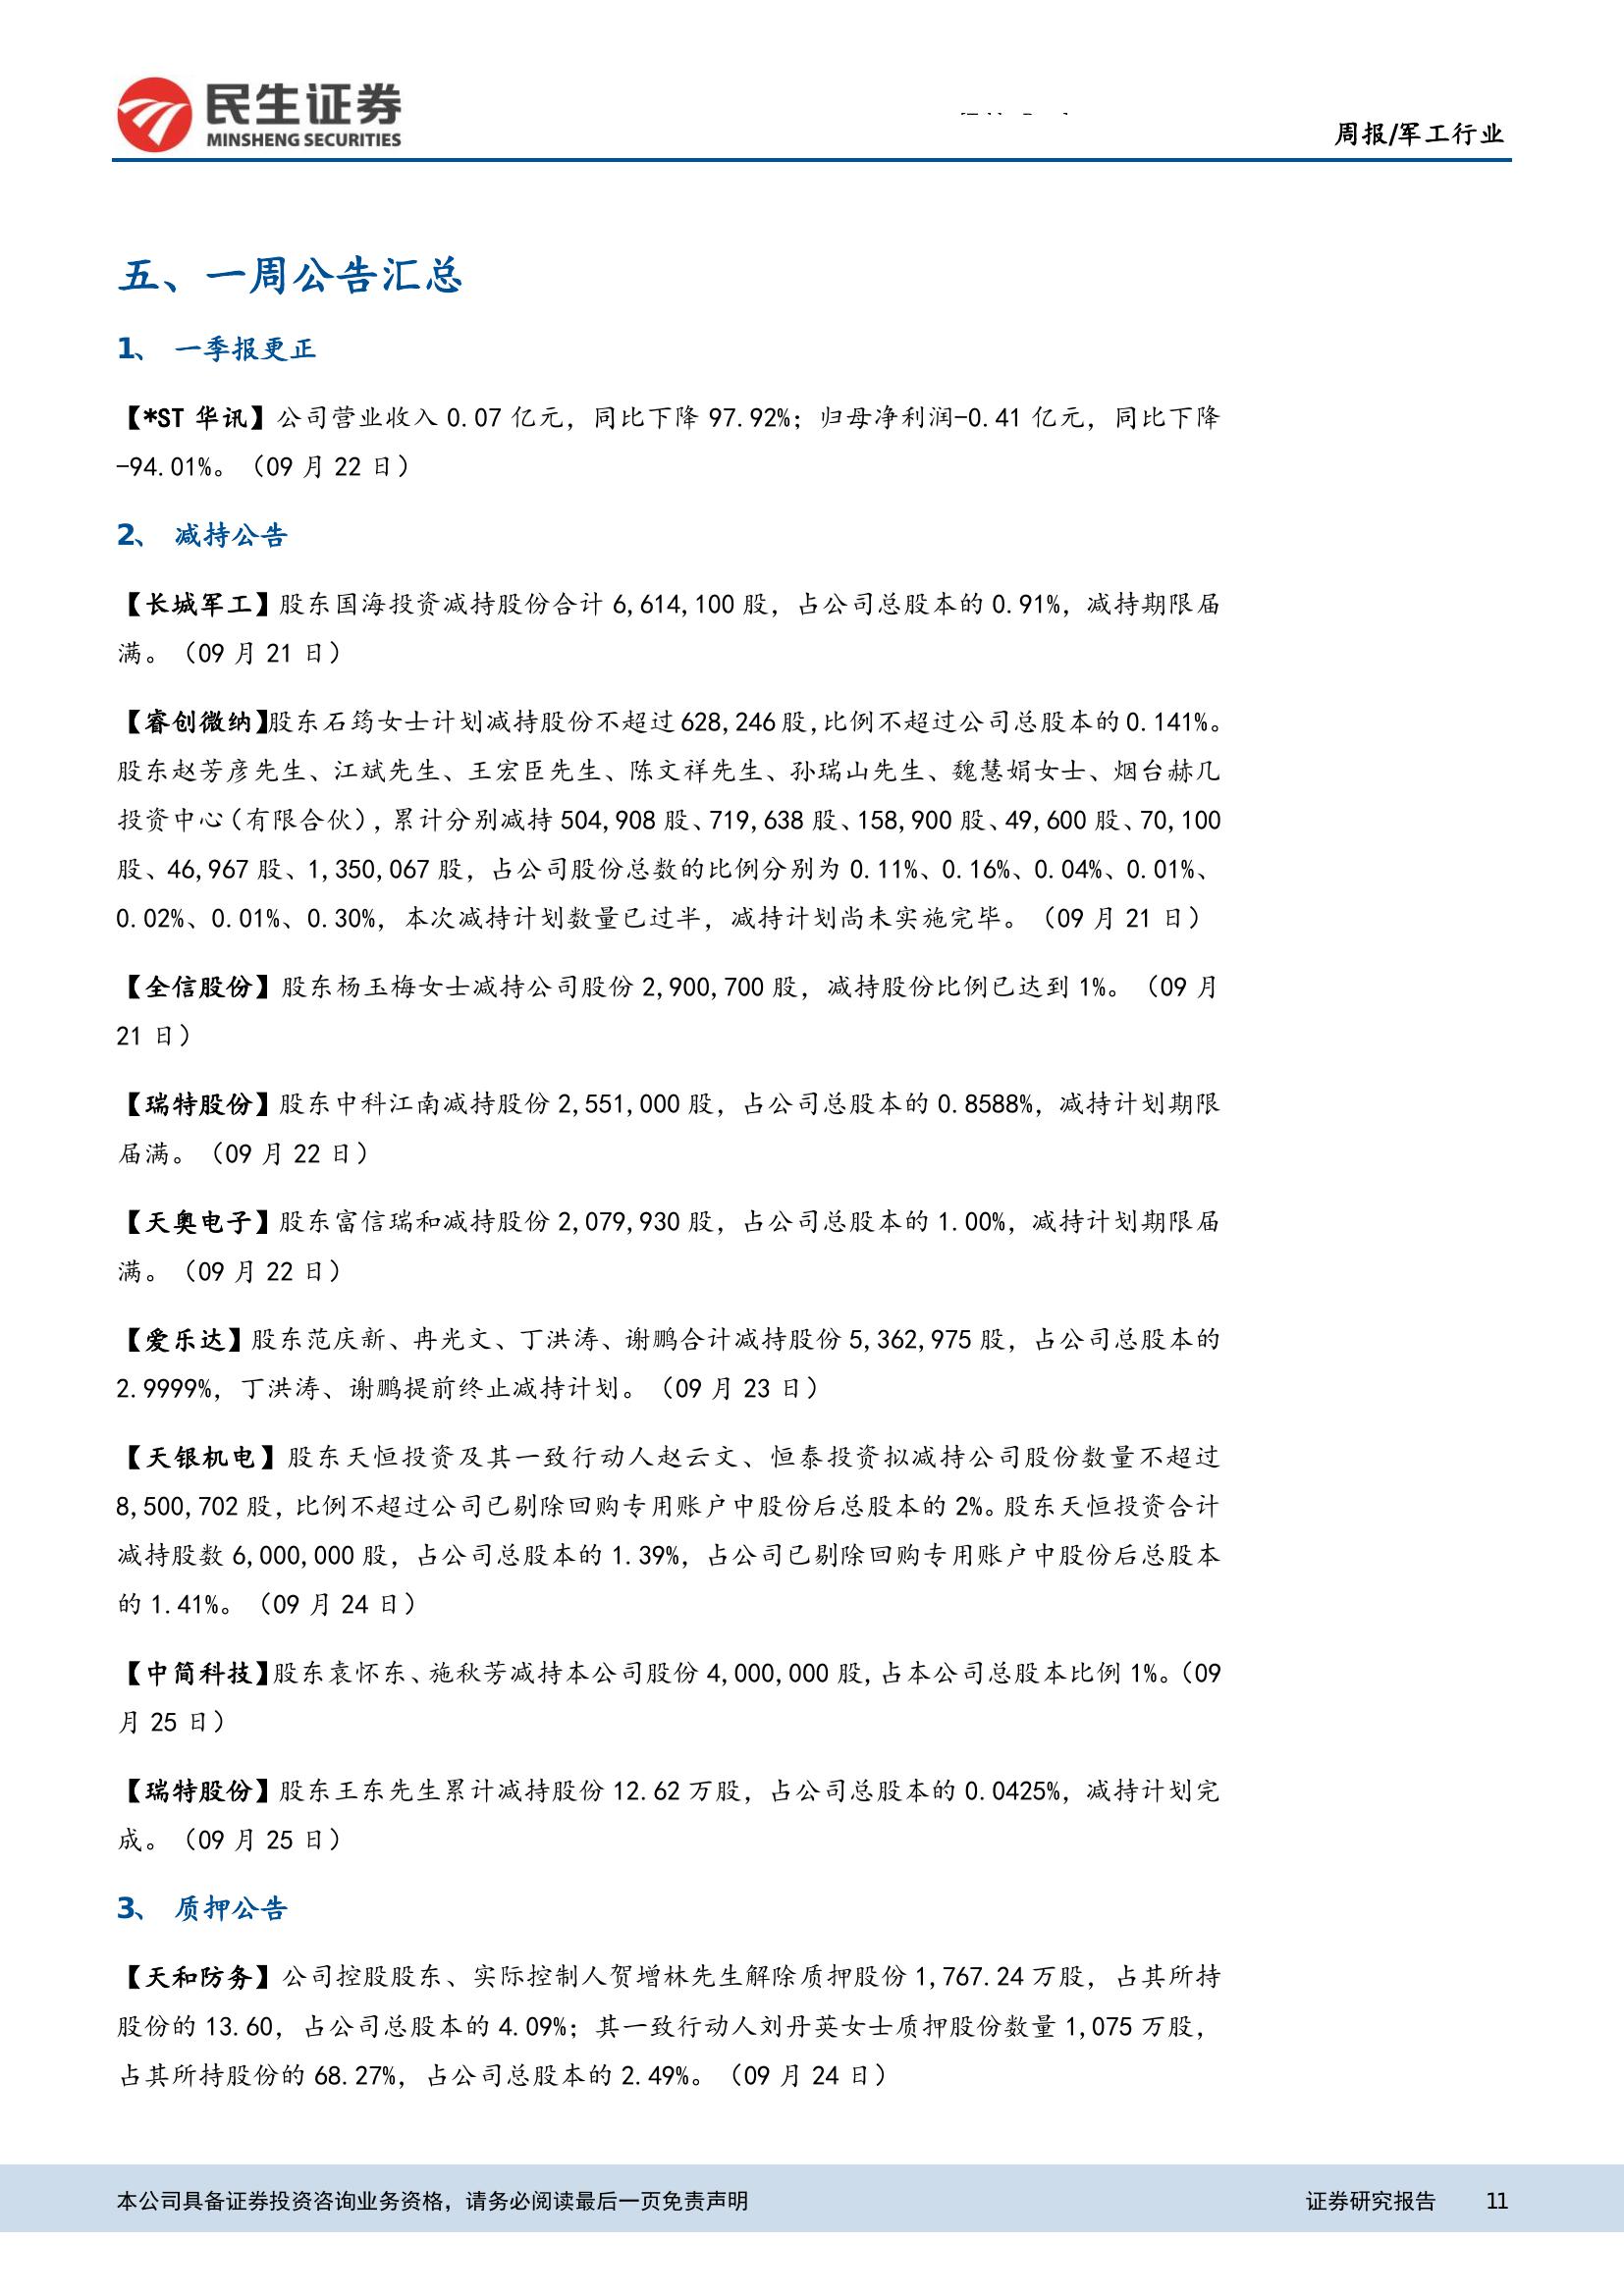 民生证券
MINSHENG SECURITIES
周报/军工行业
五、一周公告汇总
1、 一季报更正
【*ST 华讯】公司营业收入 0.07 亿元，同比下降 97.92%；归母净利润-0.41 亿元，同比下降
-94.01%。（09 月 22 日）
2、 减持公告
【长城军工】股东国海投资减持股份合计 6,614,100 股，占公司总股本的 0.91%，减持期限届
满。（09 月 21 日）
【睿创微纳】股东石筠女士计划减持股份不超过 628,246 股，比例不超过公司总股本的 0.141%。
股东赵芳彦先生、江斌先生、王宏臣先生、陈文祥先生、孙瑞山先生、魏慧娟女士、烟台赫几
投资中心（有限合伙），累计分别减持 504,908 股、719,638 股、158,900 股、49,600 股、70,100
股、46,967 股、1,350,067 股，占公司股份总数的比例分别为 0.11%、0.16%、0.04%、0.01%、
0.02%、0.01%、0.30%，本次减持计划数量已过半，减持计划尚未实施完毕。（09 月 21 日）
【全信股份】股东杨玉梅女士减持公司股份 2,900,700 股，减持股份比例已达到 1%。（09 月
21 日）
【瑞特股份】股东中科江南减持股份 2,551,000 股，占公司总股本的 0.8588%，减持计划期限
届满。（09 月 22 日）
【天奥电子】股东富信瑞和减持股份 2,079,930 股，占公司总股本的 1.00%，减持计划期限届
满。（09 月 22 日）
【爱乐达】股东范庆新、冉光文、丁洪涛、谢鹏合计减持股份 5,362,975 股，占公司总股本的
2.9999%，丁洪涛、谢鹏提前终止减持计划。（09 月 23 日）
【天银机电】股东天恒投资及其一致行动人赵云文、恒泰投资拟减持公司股份数量不超过
8,500,702 股，比例不超过公司已剔除回购专用账户中股份后总股本的 2%。股东天恒投资合计
减持股数 6,000,000 股，占公司总股本的 1.39%，占公司已剔除回购专用账户中股份后总股本
的 1.41%。（09 月 24 日）
【中简科技】股东袁怀东、施秋芳减持本公司股份 4,000,000 股，占本公司总股本比例 1%。（09
月 25 日）
【瑞特股份】股东王东先生累计减持股份 12.62 万股，占公司总股本的 0.0425%，减持计划完
成。（09 月 25 日）
3、 质押公告
【天和防务】公司控股股东、实际控制人贺增林先生解除质押股份 1,767.24 万股，占其所持
股份的 13.60，占公司总股本的 4.09%；其一致行动人刘丹英女士质押股份数量 1,075 万股，
占其所持股份的 68.27%，占公司总股本的 2.49%。（09 月 24 日）
本公司具备证券投资咨询业务资格，请务必阅读最后一页免责声明
证券研究报告 11